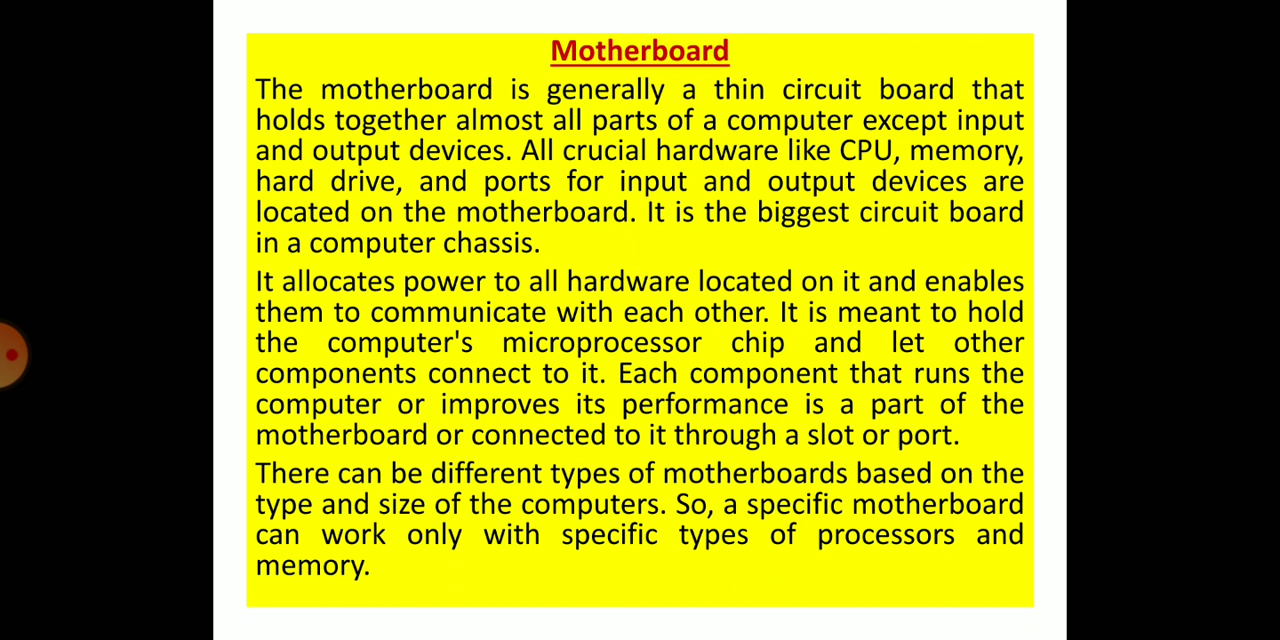 Motherboard
The motherboard is generally a thin circuit board that
holds together almost all parts of a computer except input
and output devices. All crucial hardware like CPU, memory,
hard drive, and ports for input and output devices are
located on the motherboard. It is the biggest circuit board
in a computer chassis.
It allocates power to all hardware located on it and enables
them to communicate with each other. It is meant to hold
the computer's microprocessor chip and let other
components connect to it. Each component that runs the
computer or improves its performance is a part of the
motherboard or connected to it through a slot or port.
There can be different types of motherboards based on the
type and size of the computers. So, a specific motherboard
can work only with specific types of processors and
memory.